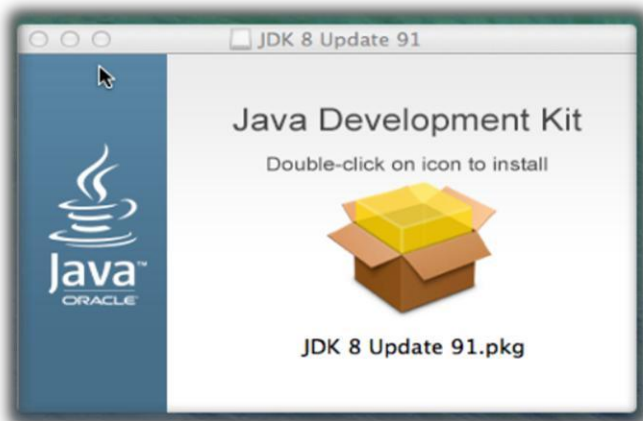 JDK 8 Update 91
Java Development Kit
Double-click on icon to install
Java™
ORACLE
JDK 8 Update 91.pkg